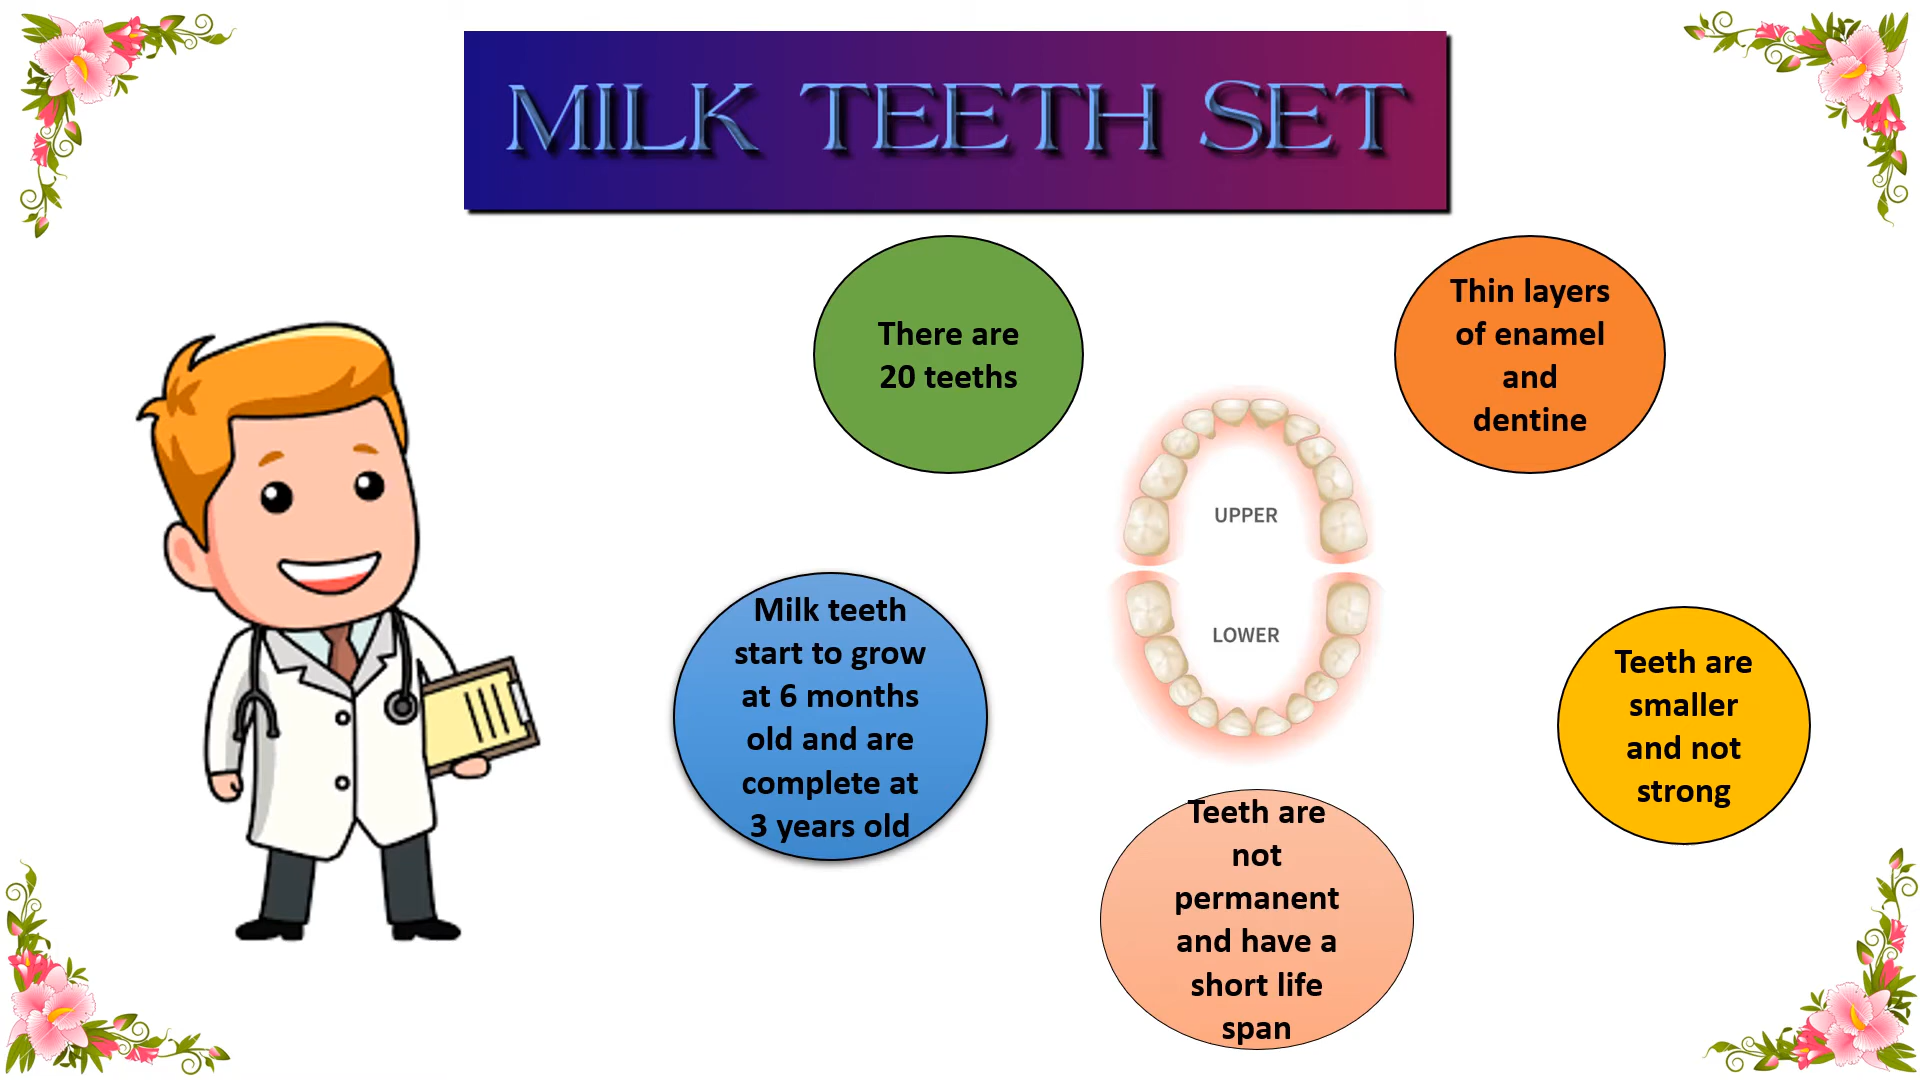 MILK TEETH SET
There are
20 teeths
Thin layers
of enamel
and
dentine
UPPER
LOWER
Milk teeth
start to grow
at 6 months
old and are
complete at
3 years old
Teeth are
smaller
and not
strong
Teeth are
not
permanent
and have a
short life
span